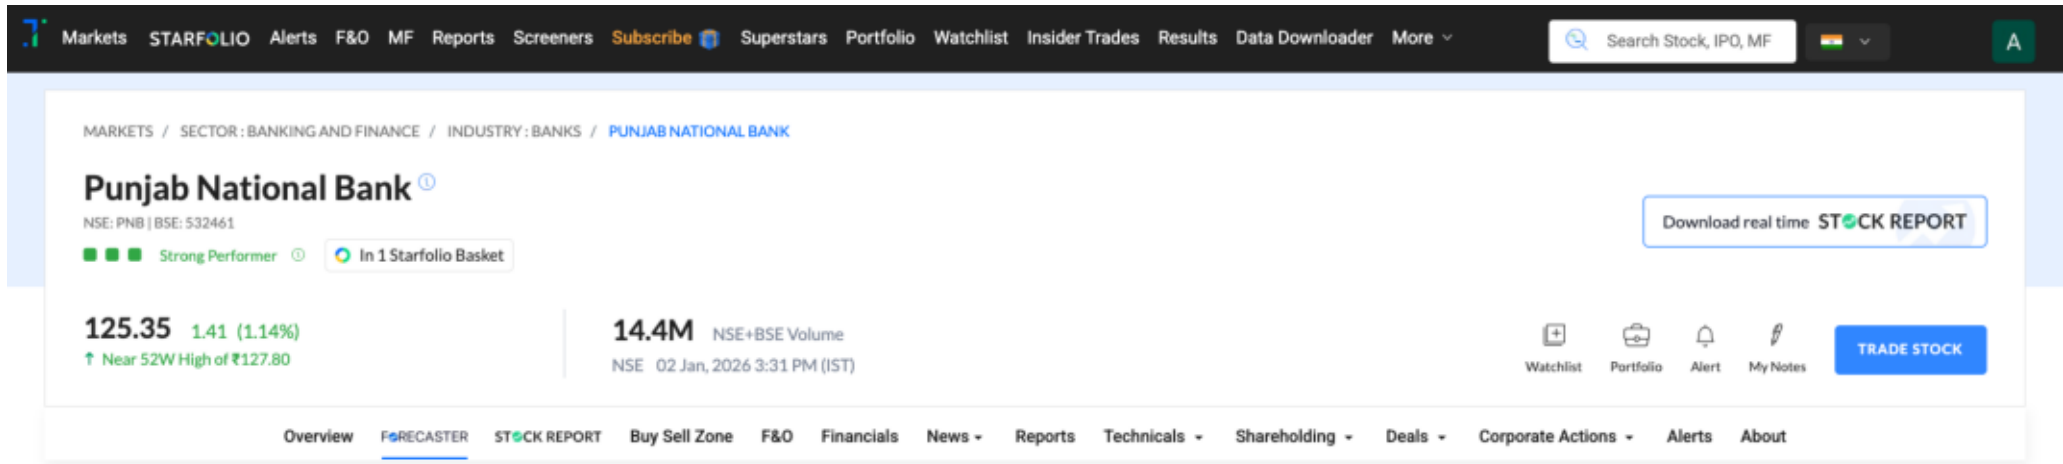 Markets STARFOLIO Alerts F&O MF Reports Screeners Subscribe Superstars Portfolio Watchlist Insider Trades Results Data Downloader More Search Stock, IPO, MF A
MARKETS / SECTOR : BANKING AND FINANCE / INDUSTRY : BANKS / PUNJAB NATIONAL BANK
Punjab National Bank
NSE: PNB | BSE: 532461
Download real time STOCK REPORT
Strong Performer In 1 Starfolio Basket
125.35 1.41 (1.14%)
↑ Near 52W High of ₹127.80
14.4M NSE+BSE Volume
NSE 02 Jan, 2026 3:31 PM (IST)
Watchlist Portfolio Alert My Notes TRADE STOCK
Overview FORECASTER STOCK REPORT Buy Sell Zone F&O Financials News Reports Technicals Shareholding Deals Corporate Actions Alerts About